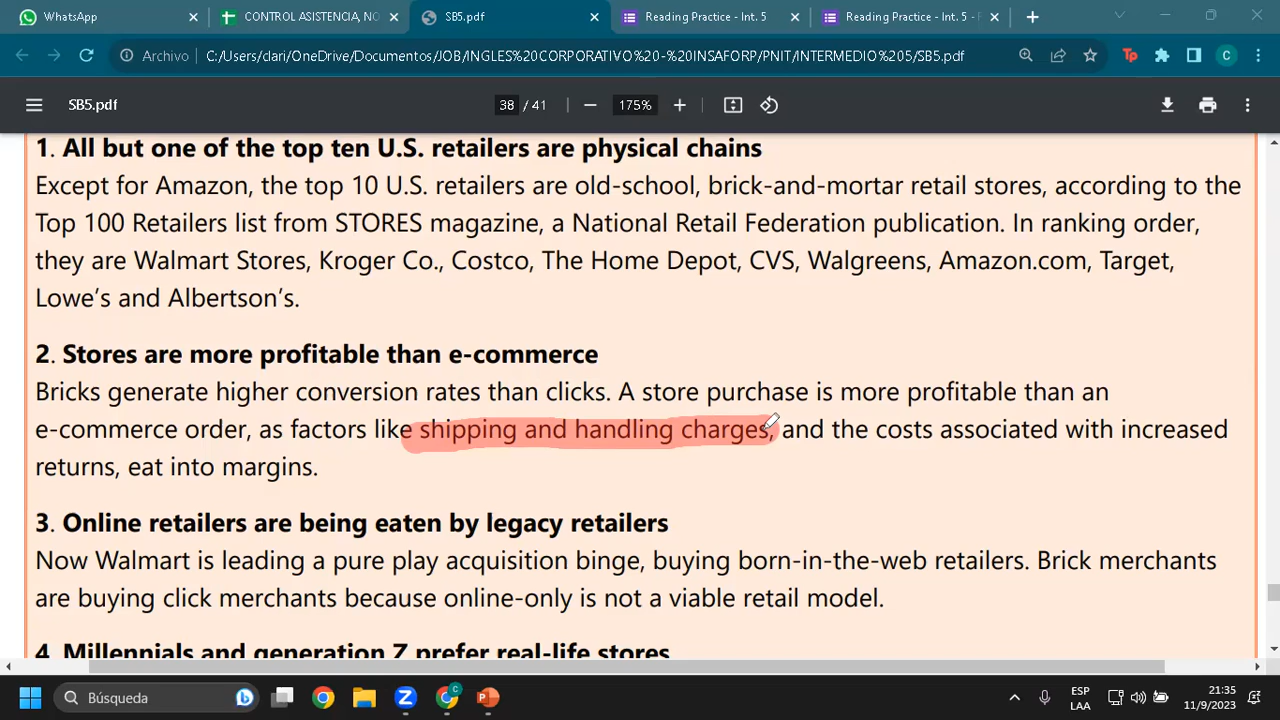 WhatsApp
CONTROL ASISTENCIA, NO
SB5.pdf
Reading Practice - Int. 5
Reading Practice - Int. 5 - P
Archivo
C:/Users/clari/OneDrive/Documentos/JOB/INGLES%20CORPORATIVO%20-%20INSAFORP/PNIT/INTERMEDIO%205/SB5.pdf
SB5.pdf
38 / 41
175%
1. All but one of the top ten U.S. retailers are physical chains
Except for Amazon, the top 10 U.S. retailers are old-school, brick-and-mortar retail stores, according to the
Top 100 Retailers list from STORES magazine, a National Retail Federation publication. In ranking order,
they are Walmart Stores, Kroger Co., Costco, The Home Depot, CVS, Walgreens, Amazon.com, Target,
Lowe's and Albertson's.
2. Stores are more profitable than e-commerce
Bricks generate higher conversion rates than clicks. A store purchase is more profitable than an
e-commerce order, as factors like shipping and handling charges, and the costs associated with increased
returns, eat into margins.
3. Online retailers are being eaten by legacy retailers
Now Walmart is leading a pure play acquisition binge, buying born-in-the-web retailers. Brick merchants
are buying click merchants because online-only is not a viable retail model.
4. Millennials and generation Z prefer real-life stores
Búsqueda
ESP
LAA
21:35
11/9/2023